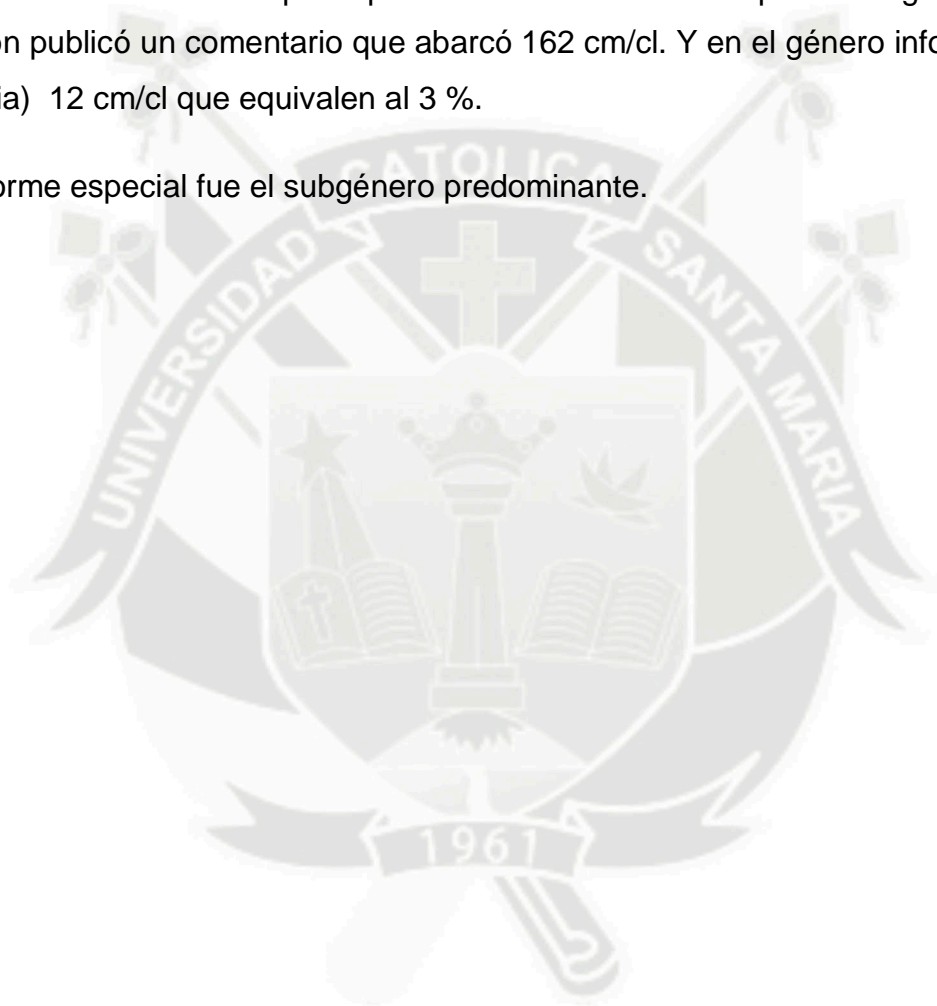 on publicó un comentario que abarcó 162 cm/cl. Y en el género info
ia) 12 cm/cl que equivalen al 3 %.
orme especial fue el subgénero predominante.
UNIVERSIDAD CATOLICA SANTA MARIA
1961